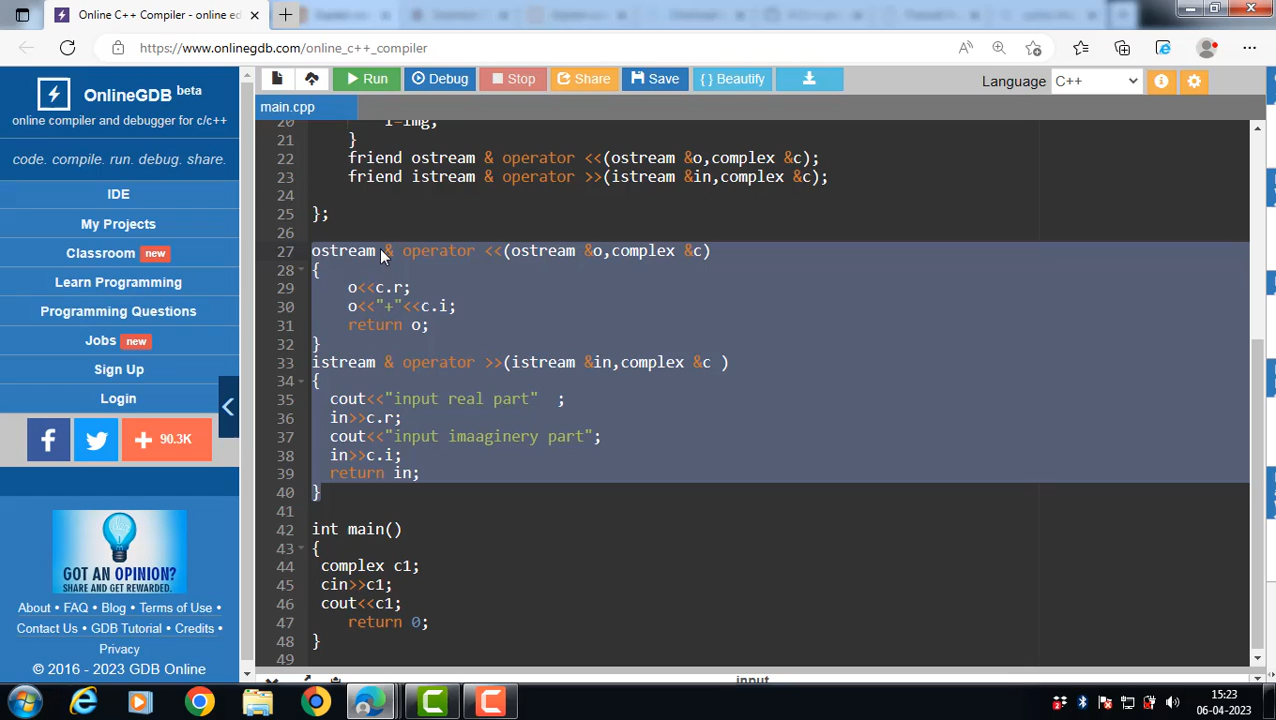 Online C++ Compiler - online ed
https://www.onlinegdb.com/online_c++_compiler
OnlineGDB beta
online compiler and debugger for c/c++
code. compile. run. debug. share.
IDE
My Projects
Classroom new
Learn Programming
Programming Questions
Jobs new
Sign Up
Login
90.3K
GOT AN OPINION?
SHARE AND GET REWARDED.
About • FAQ • Blog • Terms of Use •
Contact Us • GDB Tutorial • Credits •
Privacy
© 2016 - 2023 GDB Online
Run Debug Stop Share Save { } Beautify
Language C++
main.cpp
20 i=img;
21 }
22 friend ostream & operator <<(ostream &o,complex &c);
23 friend istream & operator >>(istream &in,complex &c);
24
25 };
26
27 ostream & operator <<(ostream &o,complex &c)
28 {
29 o<<c.r;
30 o<<"+"<<c.i;
31 return o;
32 }
33 istream & operator >>(istream &in,complex &c )
34 {
35 cout<<"input real part" ;
36 in>>c.r;
37 cout<<"input imaaginery part";
38 in>>c.i;
39 return in;
40 }
41
42 int main()
43 {
44 complex c1;
45 cin>>c1;
46 cout<<c1;
47 return 0;
48 }
49
input
15:23
06-04-2023